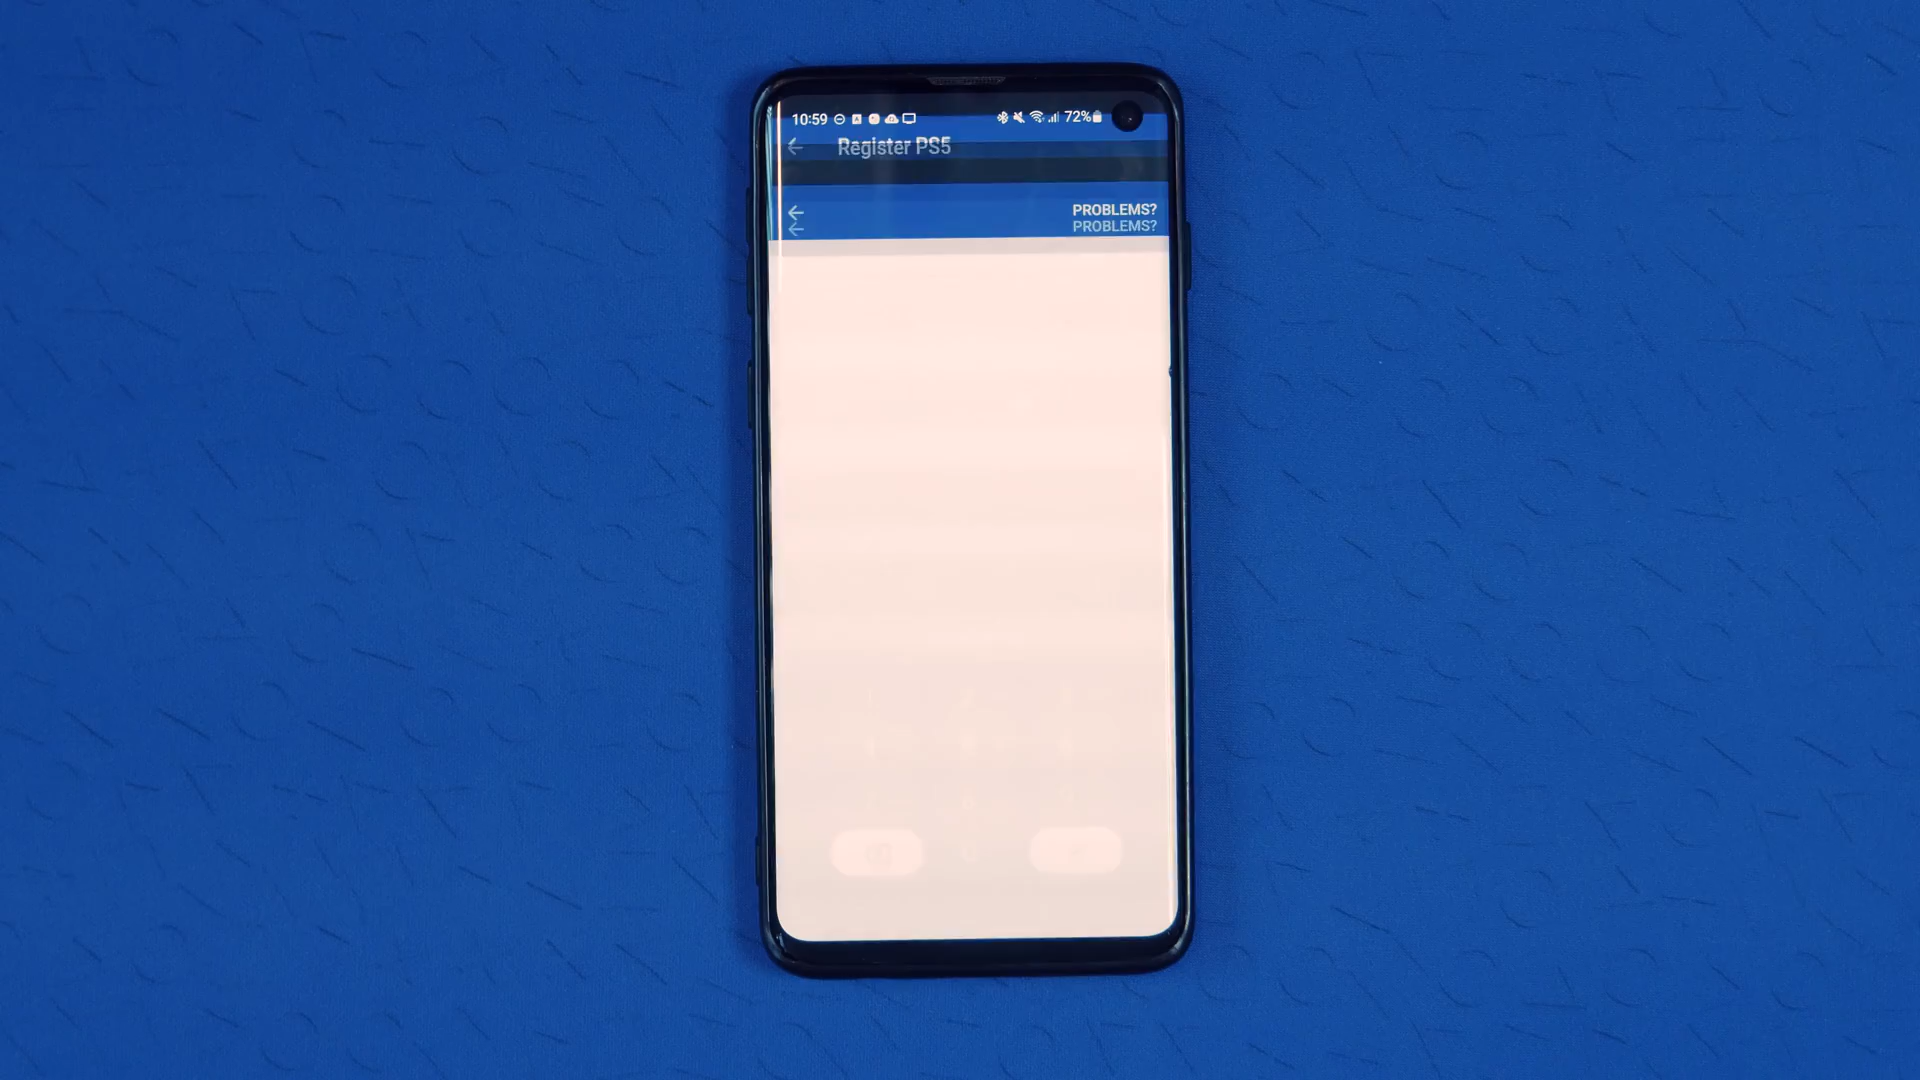 10:59
72%
Register PS5
PROBLEMS?
PROBLEMS?